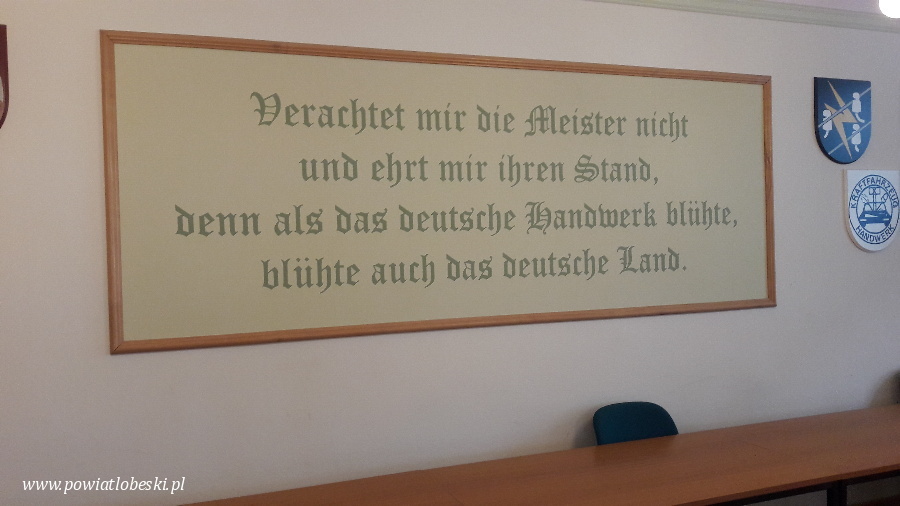 Verachtet mir die Meister nicht
und ehrt mir ihren Stand,
denn als das deutsche Handwerk blühte,
blühte auch das deutsche Land.
KRAFTFAHRZEUG
HANDWERK
www.powiatlobeski.pl